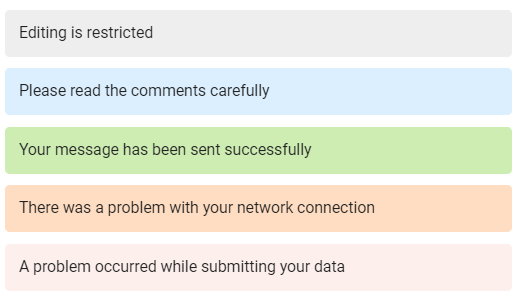 Editing is restricted
Please read the comments carefully
Your message has been sent successfully
There was a problem with your network connection
A problem occurred while submitting your data